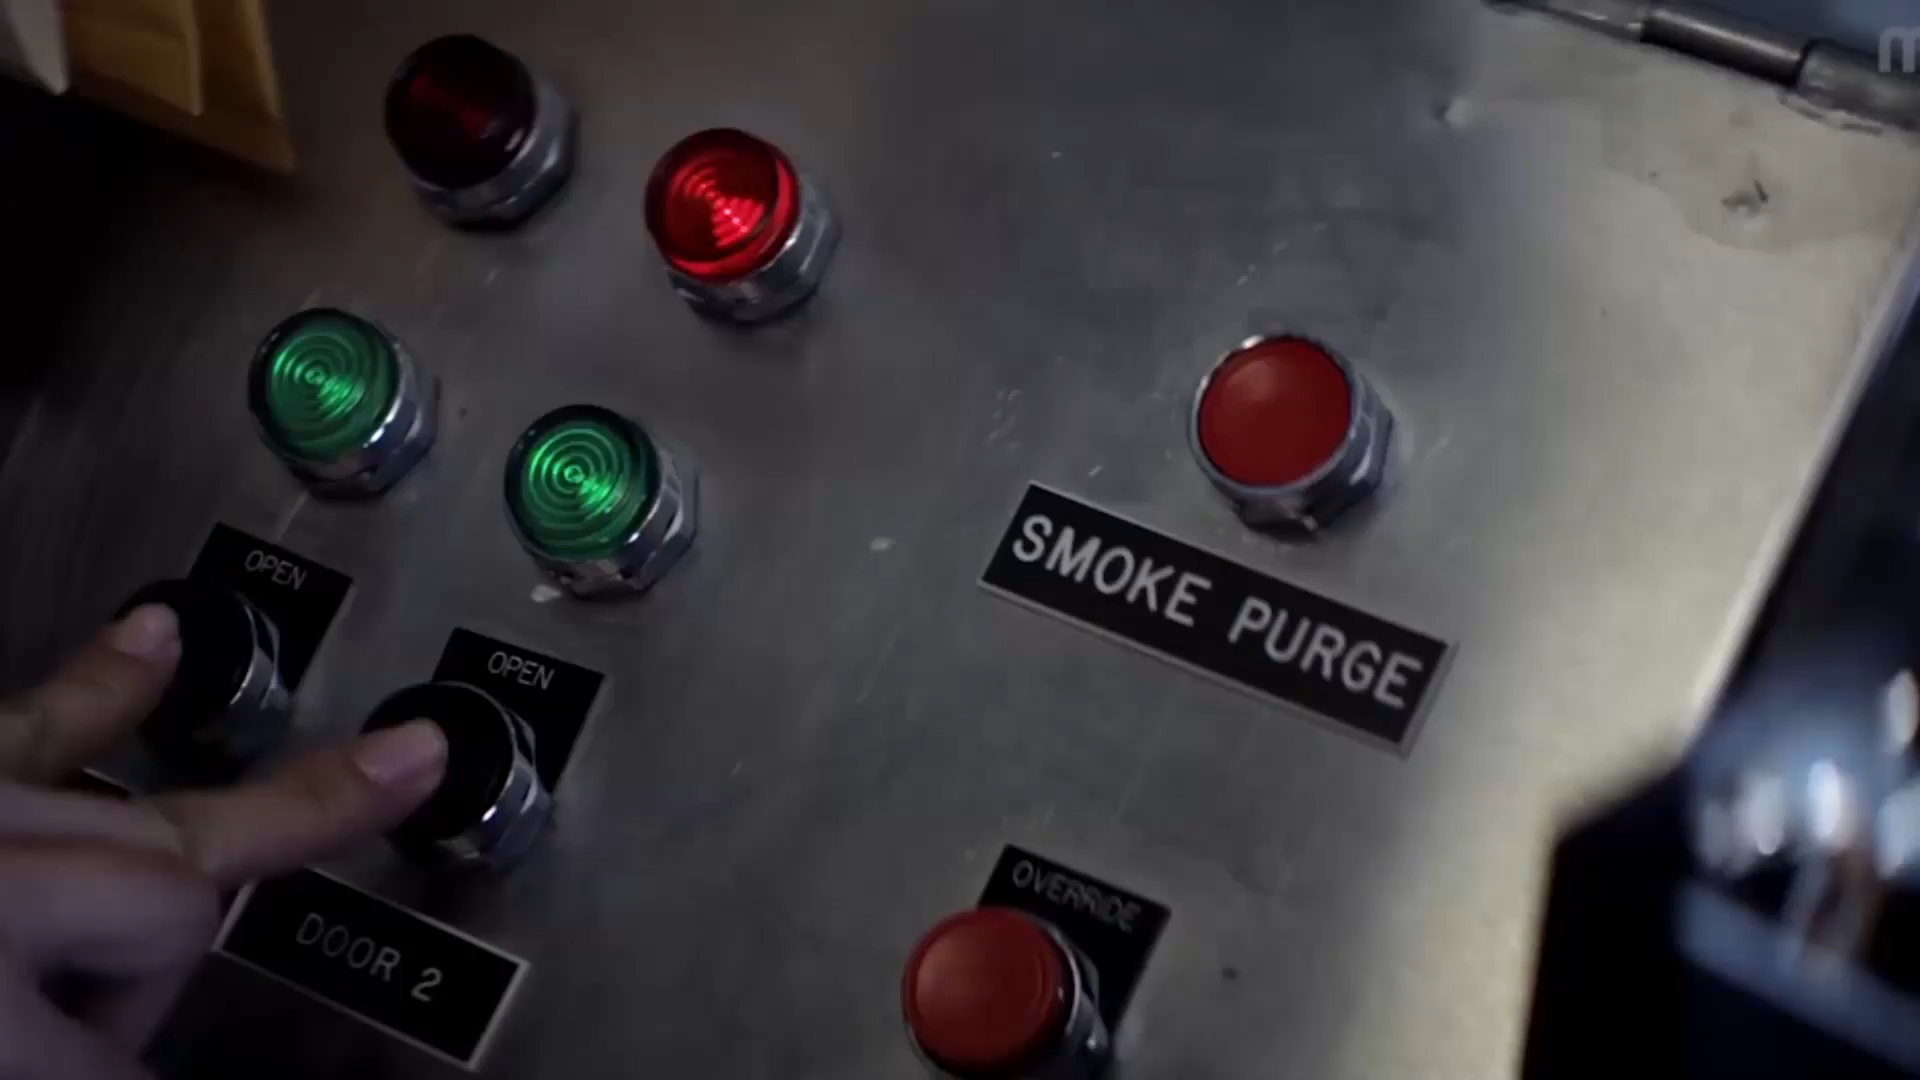 OPEN
OPEN
SMOKE PURGE
DOOR 2
OVERRIDE